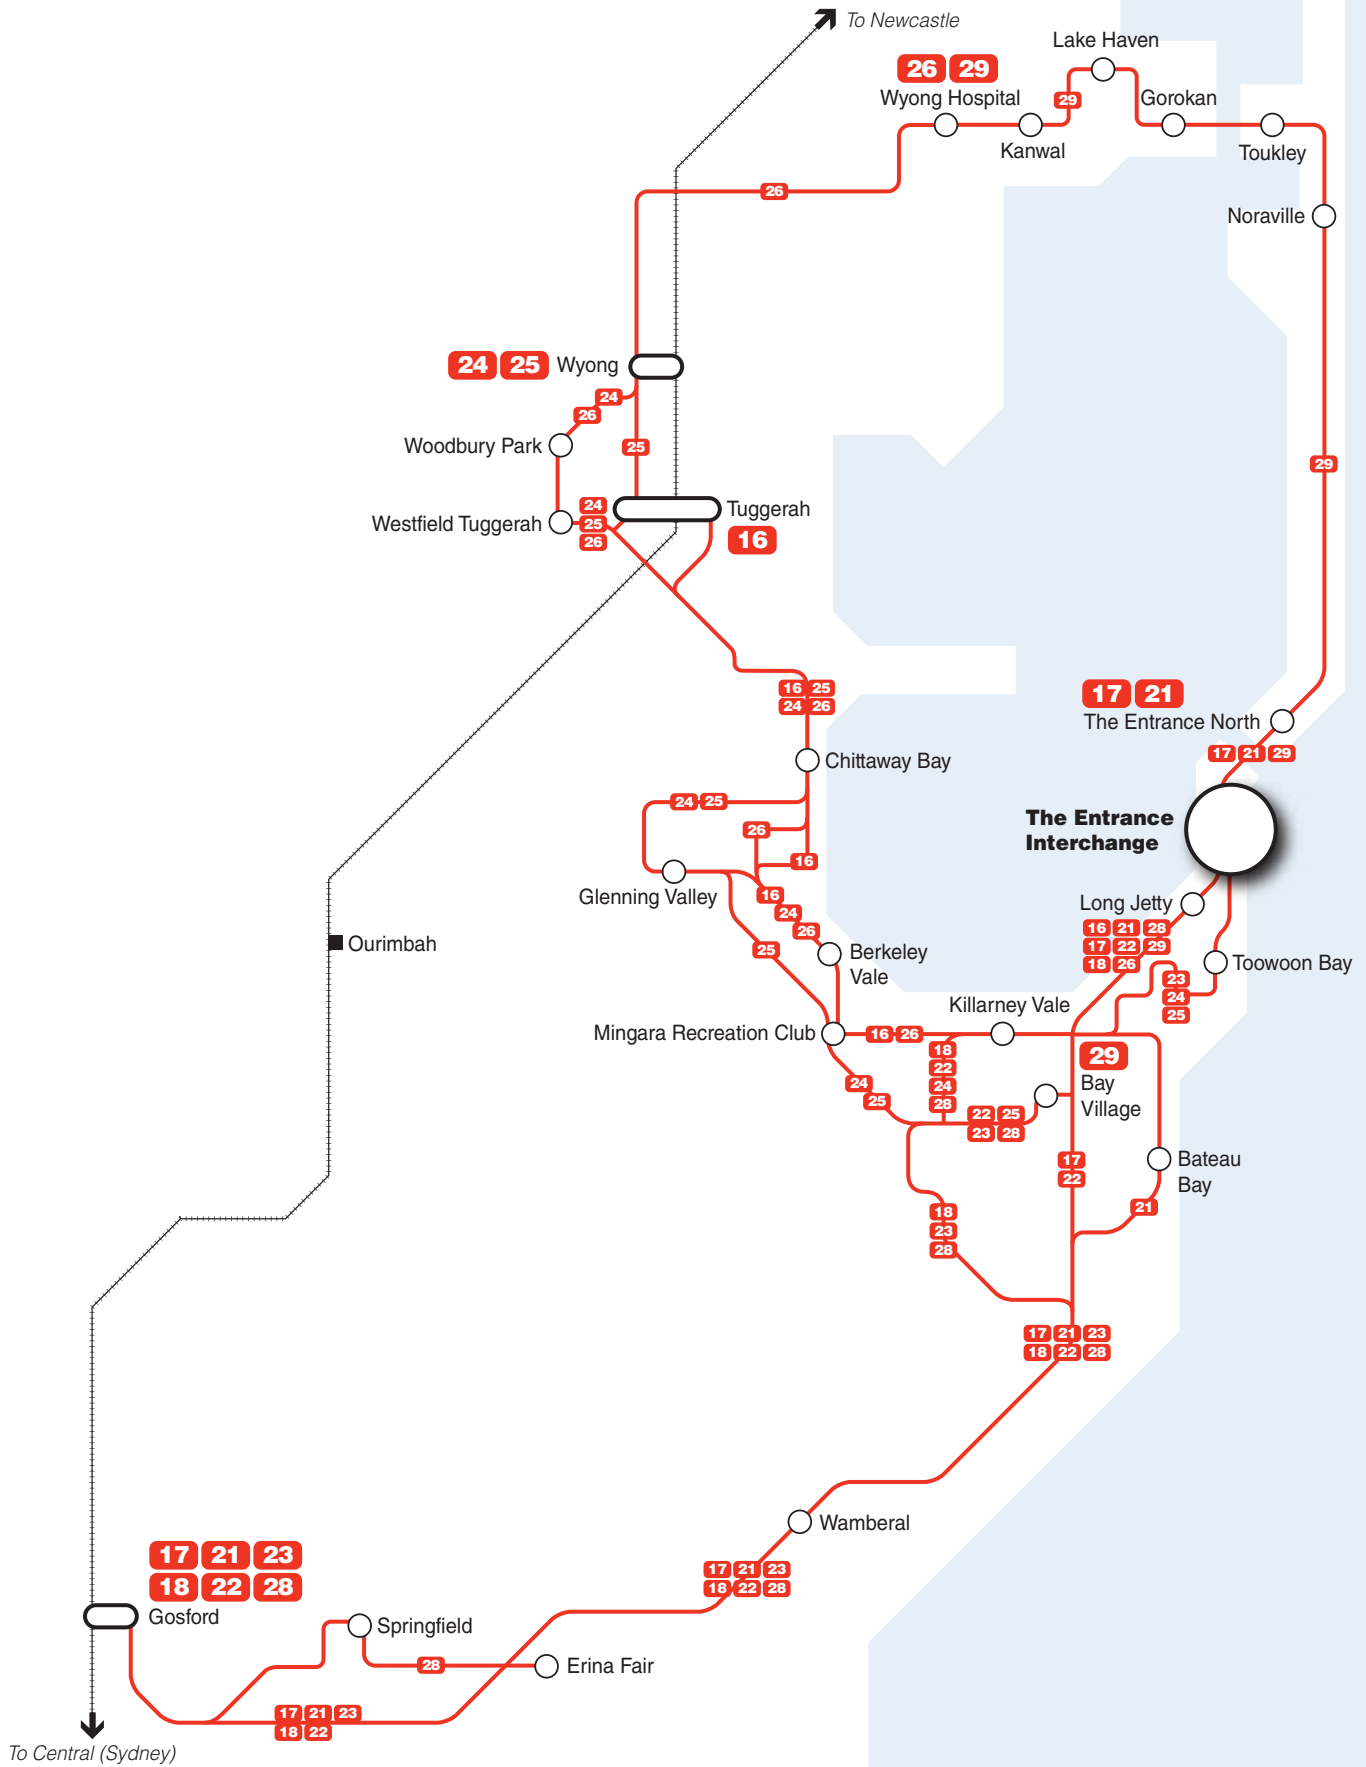 To Newcastle
Lake Haven
26 29
Wyong Hospital
29
Gorokan
Kanwal
Toukley
26
Noraville
24 25 Wyong
24
26
Woodbury Park
25
29
24
Westfield Tuggerah
25
26
Tuggerah
16
16 25
24 26
17 21
The Entrance North
17 21 29
Chittaway Bay
24 25
26
The Entrance
Interchange
16
Glenning Valley
16
24
26
Long Jetty
16 21 28
17 22 29
18 26
Ourimbah
25
Berkeley
Vale
Toowoon Bay
23
24
25
Killarney Vale
Mingara Recreation Club
16 26
18
22
24
28
29
Bay
Village
24
25
22 25
23 28
17
22
Bateau
Bay
21
18
23
28
17 21 23
18 22 28
Wamberal
17 21 23
18 22 28
17 21 23
18 22 28
Gosford
Springfield
28
Erina Fair
17 21 23
18 22
To Central (Sydney)